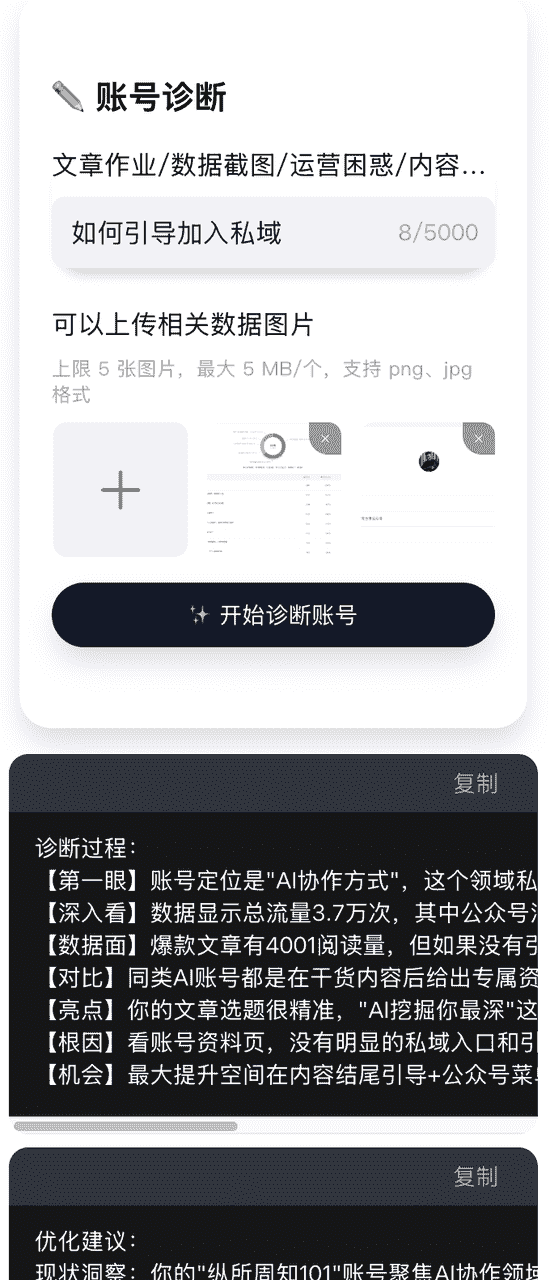 账号诊断
文章作业/数据截图/运营困惑/内容...
如何引导加入私域 8/5000
可以上传相关数据图片
上限 5 张图片，最大 5 MB/个，支持 png、jpg
格式
开始诊断账号
复制
诊断过程：
【第一眼】账号定位是"AI协作方式"，这个领域私
【深入看】数据显示总流量3.7万次，其中公众号
【数据面】爆款文章有4001阅读量，但如果没有引
【对比】同类AI账号都是在干货内容后给出专属资
【亮点】你的文章选题很精准，"AI挖掘你最深"这
【根因】看账号资料页，没有明显的私域入口和引
【机会】最大提升空间在内容结尾引导+公众号菜
复制
优化建议：
现状洞察：你的"纵所周知101"账号聚焦AI协作领域